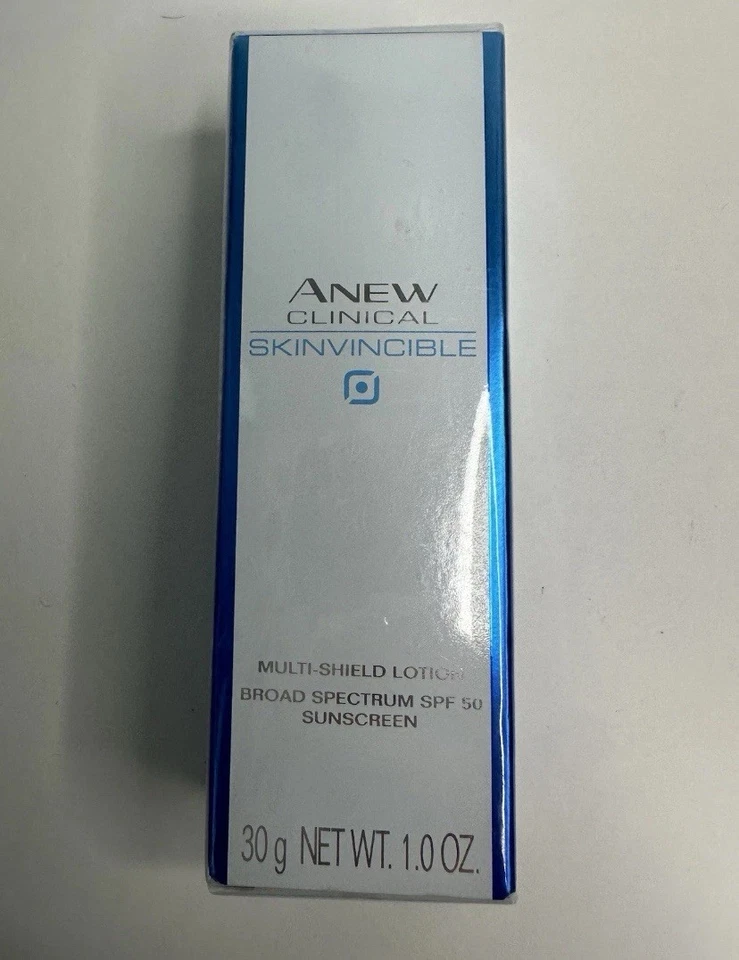 ANEW
CLINICAL
SKINVINCIBLE
MULTI-SHIELD LOTION
BROAD SPECTRUM SPF 50
SUNSCREEN
30 g NET WT. 1.0 OZ.